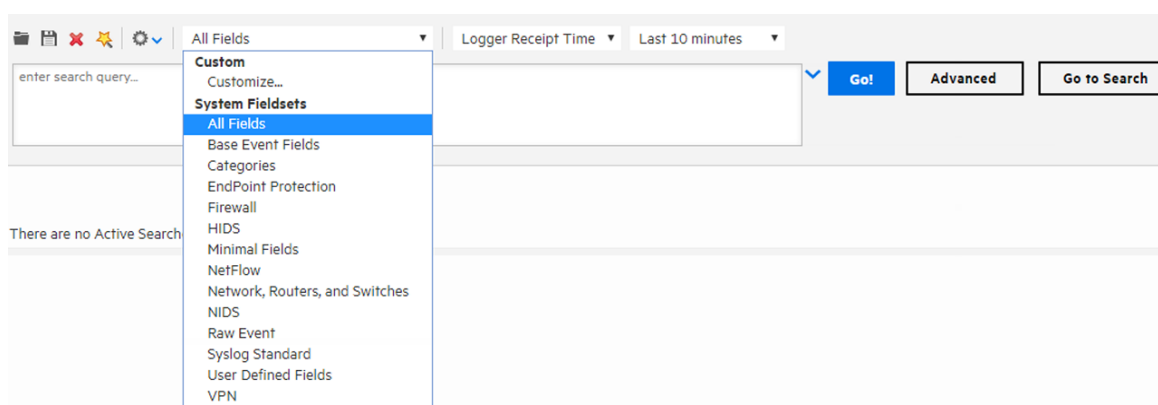 All Fields
Logger Receipt Time
Last 10 minutes
enter search query...
Go!
Advanced
Go to Search
Custom
Customize...
System Fieldsets
All Fields
Base Event Fields
Categories
EndPoint Protection
Firewall
HIDS
Minimal Fields
NetFlow
Network, Routers, and Switches
NIDS
Raw Event
Syslog Standard
User Defined Fields
VPN
There are no Active Search